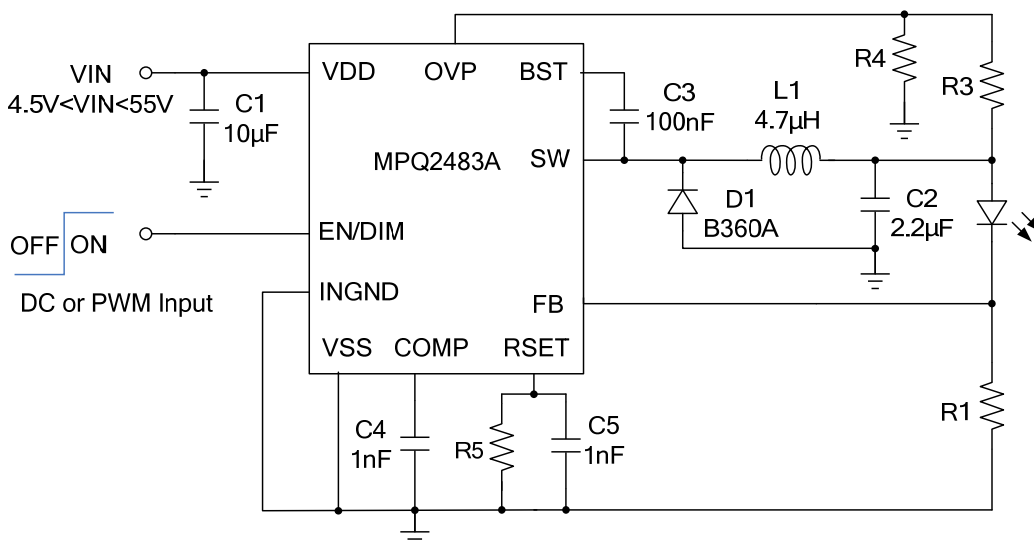 VIN
4.5V<VIN<55V
C1
10µF
VDD
OVP
BST
MPQ2483A
SW
C3
100nF
L1
4.7µH
R4
R3
D1
B360A
C2
2.2µF
OFF
ON
DC or PWM Input
EN/DIM
INGND
FB
VSS
COMP
RSET
C4
1nF
R5
C5
1nF
R1